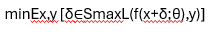 minEx,y [δ∈SmaxL(f(x+δ;θ),y)]